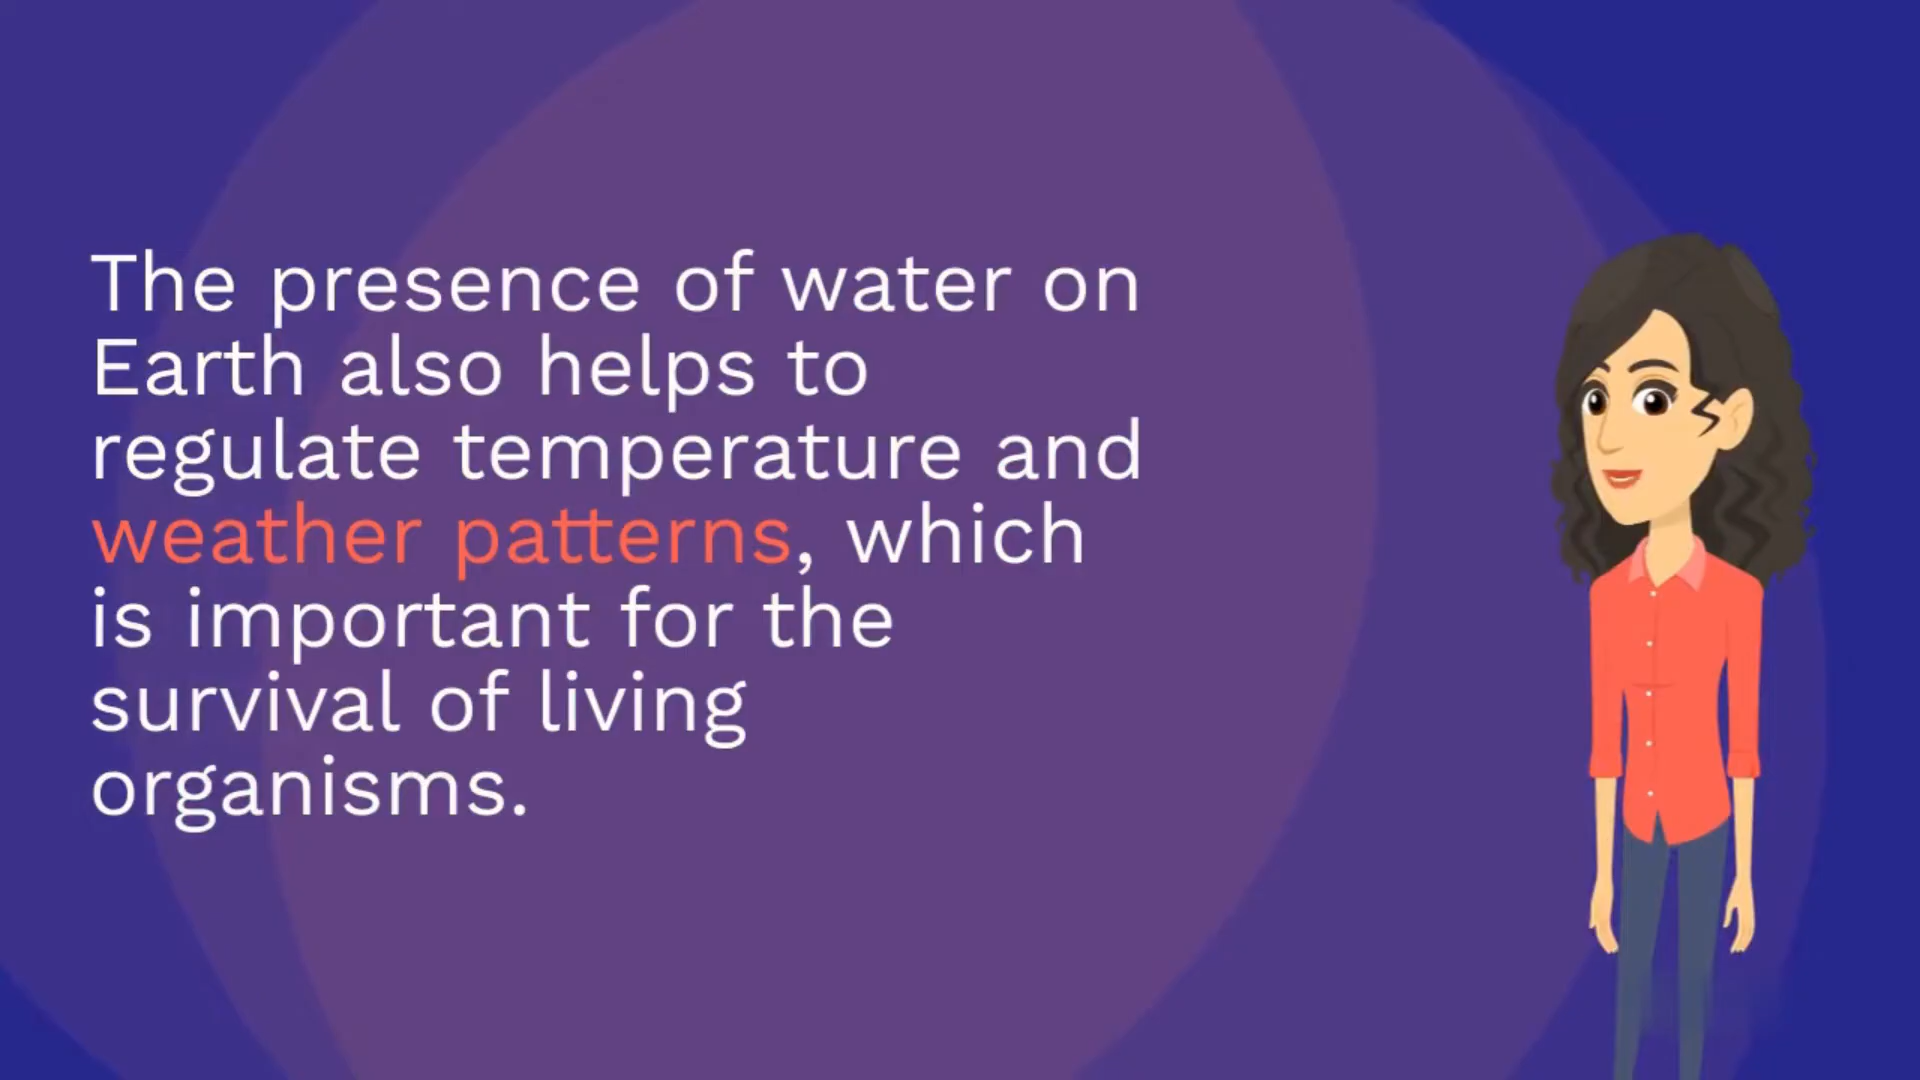 The presence of water on
Earth also helps to
regulate temperature and
weather patterns, which
is important for the
survival of living
organisms.